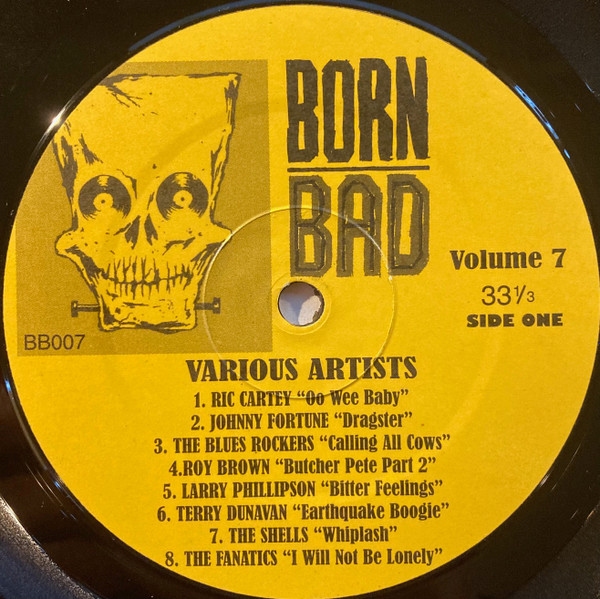 BORN
BAD
Volume 7
33 1/3
SIDE ONE
BB007
VARIOUS ARTISTS
1. RIC CARTEY “Oo Wee Baby”
2. JOHNNY FORTUNE “Dragster”
3. THE BLUES ROCKERS “Calling All Cows”
4.ROY BROWN “Butcher Pete Part 2”
5. LARRY PHILLIPSON “Bitter Feelings”
6. TERRY DUNAVAN “Earthquake Boogie”
7. THE SHELLS “Whiplash”
8. THE FANATICS “I Will Not Be Lonely”